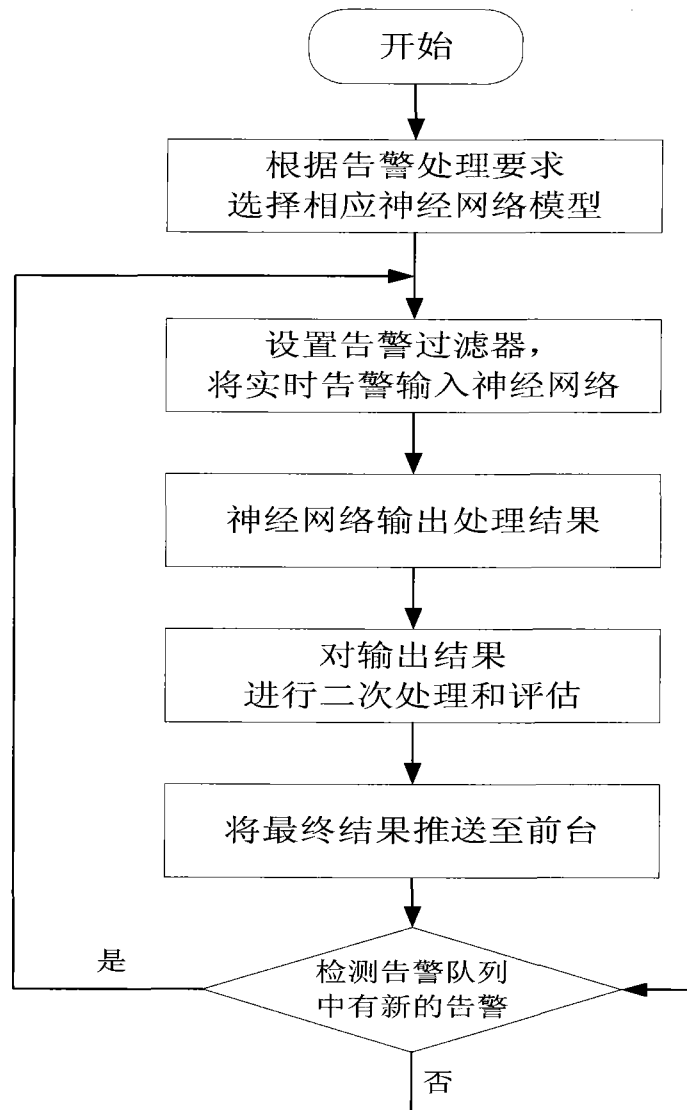 开始
根据告警处理要求
选择相应神经网络模型
设置告警过滤器，
将实时告警输入神经网络
神经网络输出处理结果
对输出结果
进行二次处理和评估
将最终结果推送至前台
是
检测告警队列
中有新的告警
否